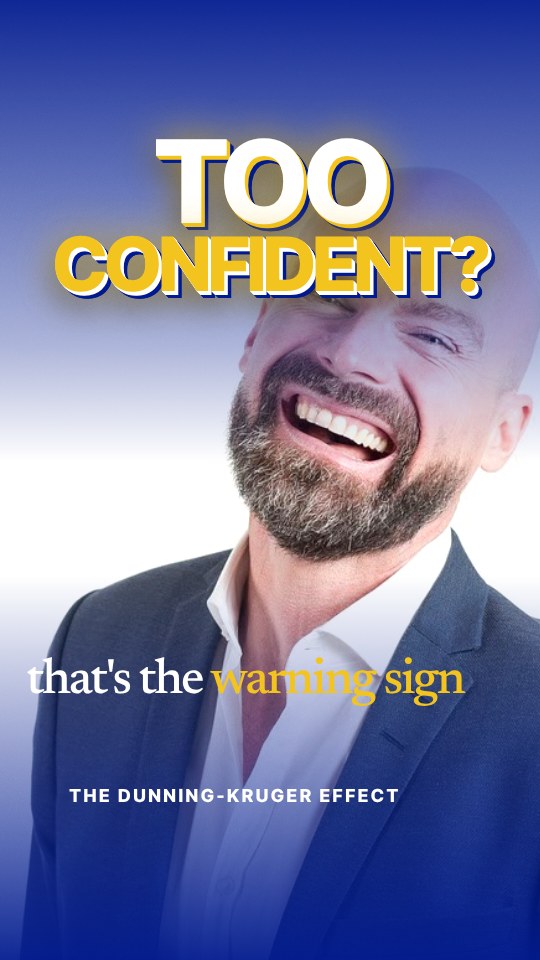 TOO
CONFIDENT?
that's the warning sign
THE DUNNING-KRUGER EFFECT